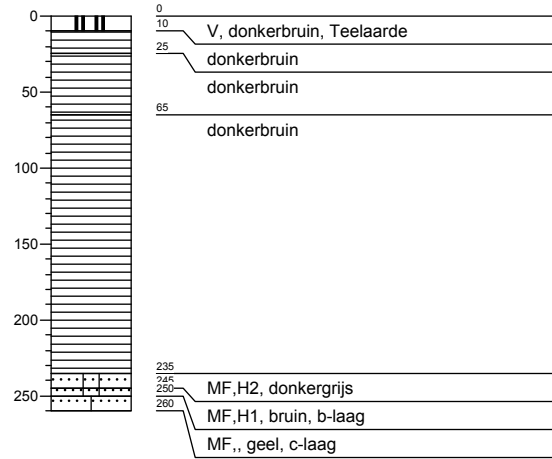 0
0
10
V, donkerbruin, Teelaarde
25
donkerbruin
50
donkerbruin
65
donkerbruin
100
150
200
235
245
250
250
MF,H2, donkergrijs
260
MF,H1, bruin, b-laag
MF,, geel, c-laag